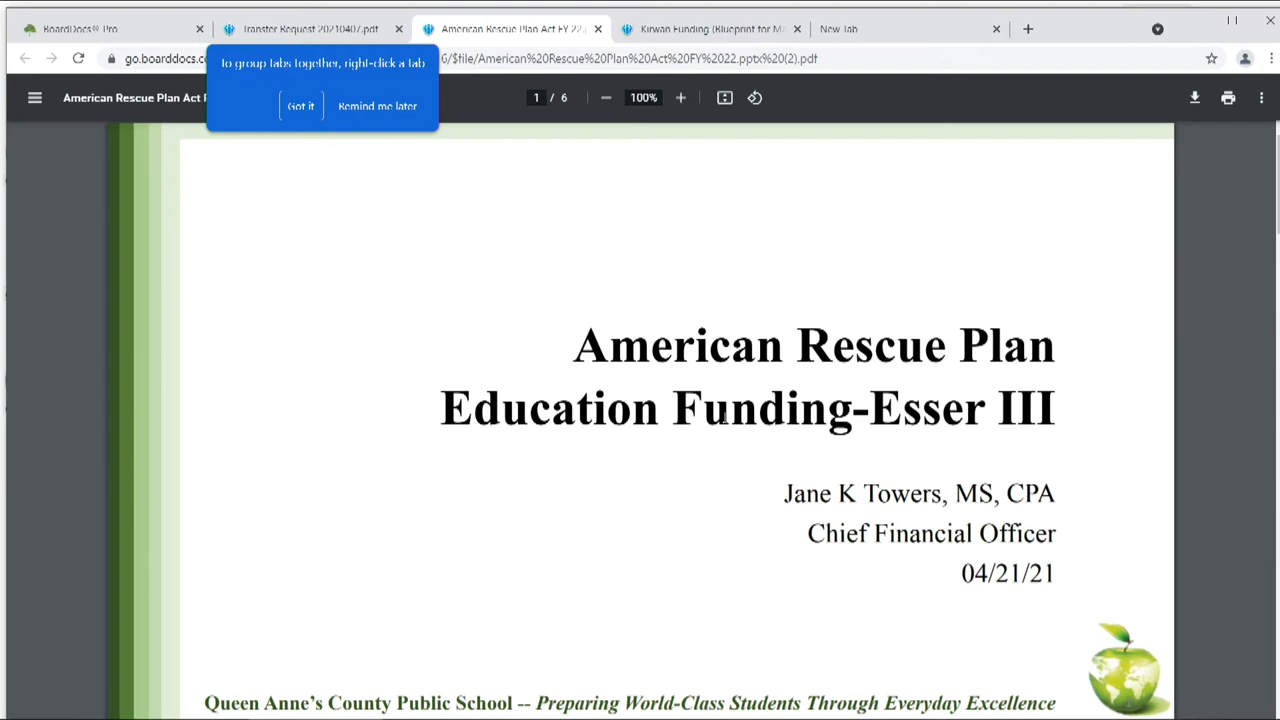 BoardDocs® Pro
Transfer Request 20210407.pdf
American Rescue Plan Act FY 22.
Kirwan Funding (Blueprint for Ma
New Tab
go.boarddocs.co
6/$file/American%20Rescue%20Plan%20Act%20FY%2022.pptx%20(2).pdf
To group tabs together, right-click a tab
Got it
Remind me later
American Rescue Plan Act F
1 / 6
100%
American Rescue Plan
Education Funding-Esser III
Jane K Towers, MS, CPA
Chief Financial Officer
04/21/21
Queen Anne's County Public School -- Preparing World-Class Students Through Everyday Excellence